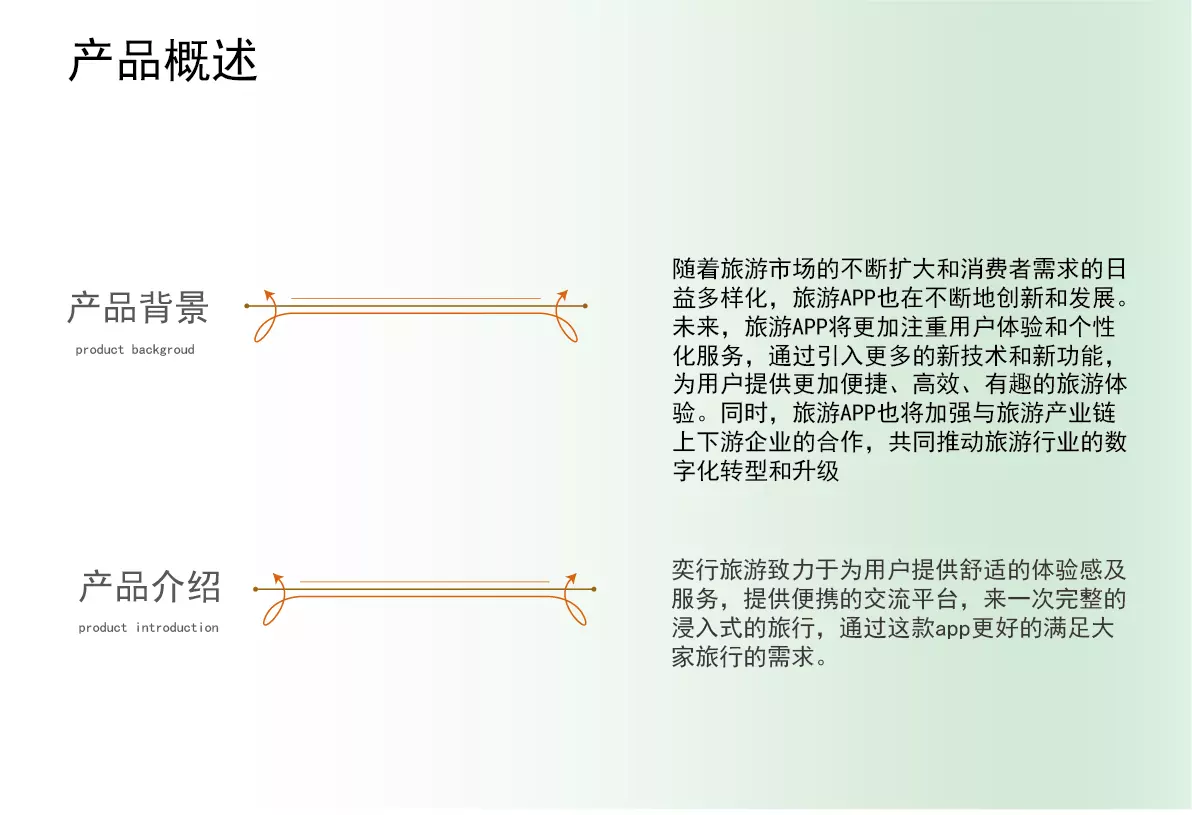 产品概述
产品背景
product backgroud
随着旅游市场的不断扩大和消费者需求的日
益多样化，旅游APP也在不断地创新和发展。
未来，旅游APP将更加注重用户体验和个性
化服务，通过引入更多的新技术和新功能，
为用户提供更加便捷、高效、有趣的旅游体
验。同时，旅游APP也将加强与旅游产业链
上下游企业的合作，共同推动旅游行业的数
字化转型和升级
产品介绍
product introduction
奕行旅游致力于为用户提供舒适的体验感及
服务，提供便携的交流平台，来一次完整的
浸入式的旅行，通过这款app更好的满足大
家旅行的需求。